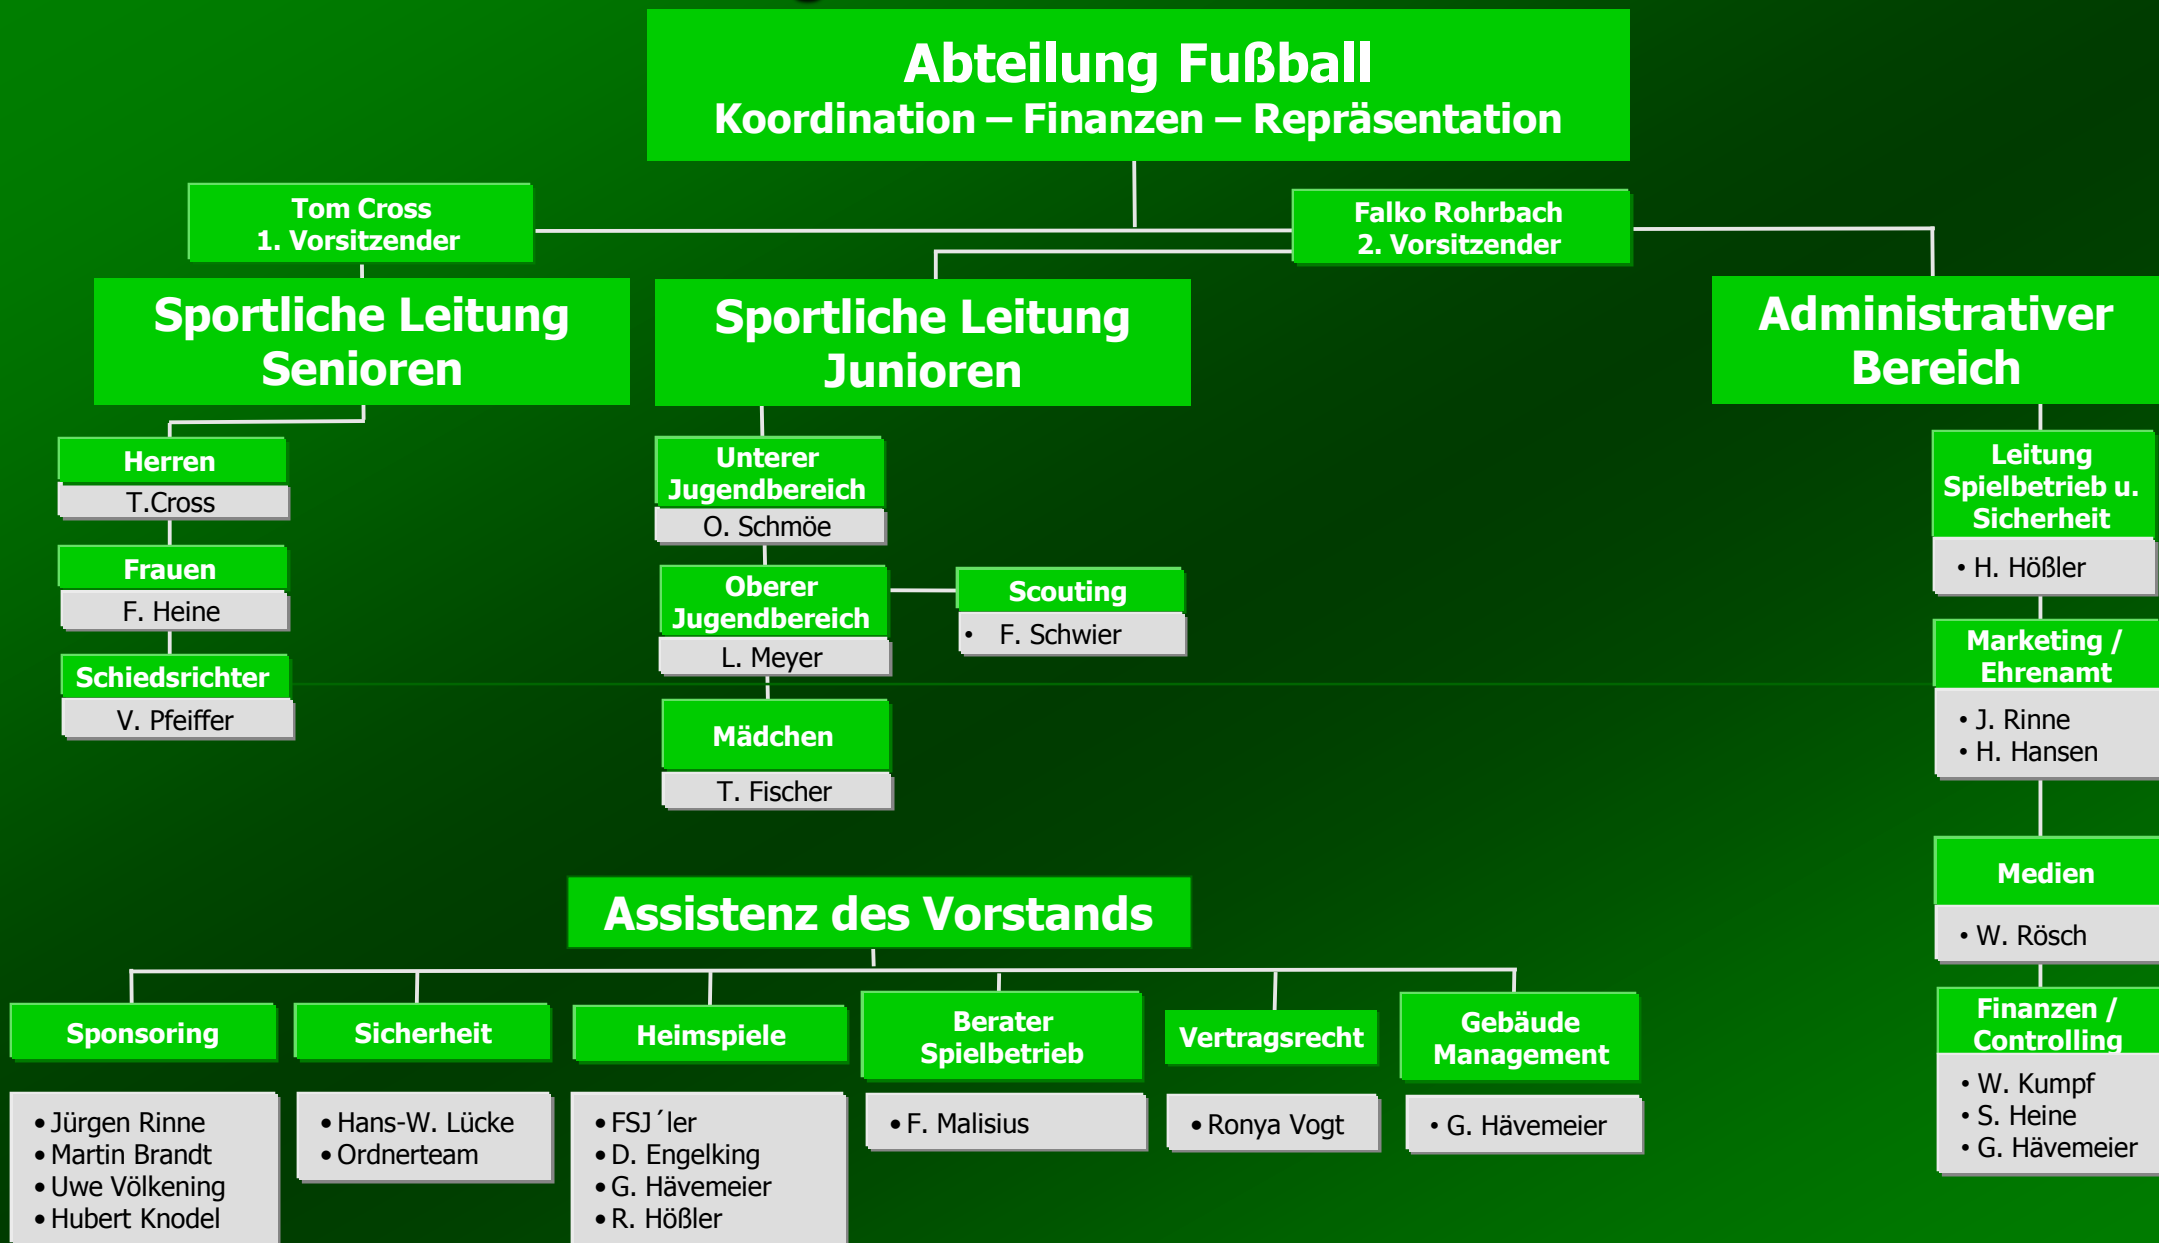 Abteilung Fußball
Koordination – Finanzen – Repräsentation
Tom Cross
1. Vorsitzender
Falko Rohrbach
2. Vorsitzender
Sportliche Leitung
Senioren
Sportliche Leitung
Junioren
Administrativer
Bereich
Herren
T.Cross
Frauen
F. Heine
Schiedsrichter
V. Pfeiffer
Unterer
Jugendbereich
O. Schmöe
Oberer
Jugendbereich
L. Meyer
Scouting
• F. Schwier
Mädchen
T. Fischer
Leitung
Spielbetrieb u.
Sicherheit
• H. Hößler
Marketing /
Ehrenamt
• J. Rinne
• H. Hansen
Medien
• W. Rösch
Finanzen /
Controlling
• W. Kumpf
• S. Heine
• G. Hävemeier
Assistenz des Vorstands
Sponsoring
• Jürgen Rinne
• Martin Brandt
• Uwe Völkening
• Hubert Knodel
Sicherheit
• Hans-W. Lücke
• Ordnerteam
Heimspiele
• FSJ´ler
• D. Engelking
• G. Hävemeier
• R. Hößler
Berater
Spielbetrieb
• F. Malisius
Vertragsrecht
• Ronya Vogt
Gebäude
Management
• G. Hävemeier